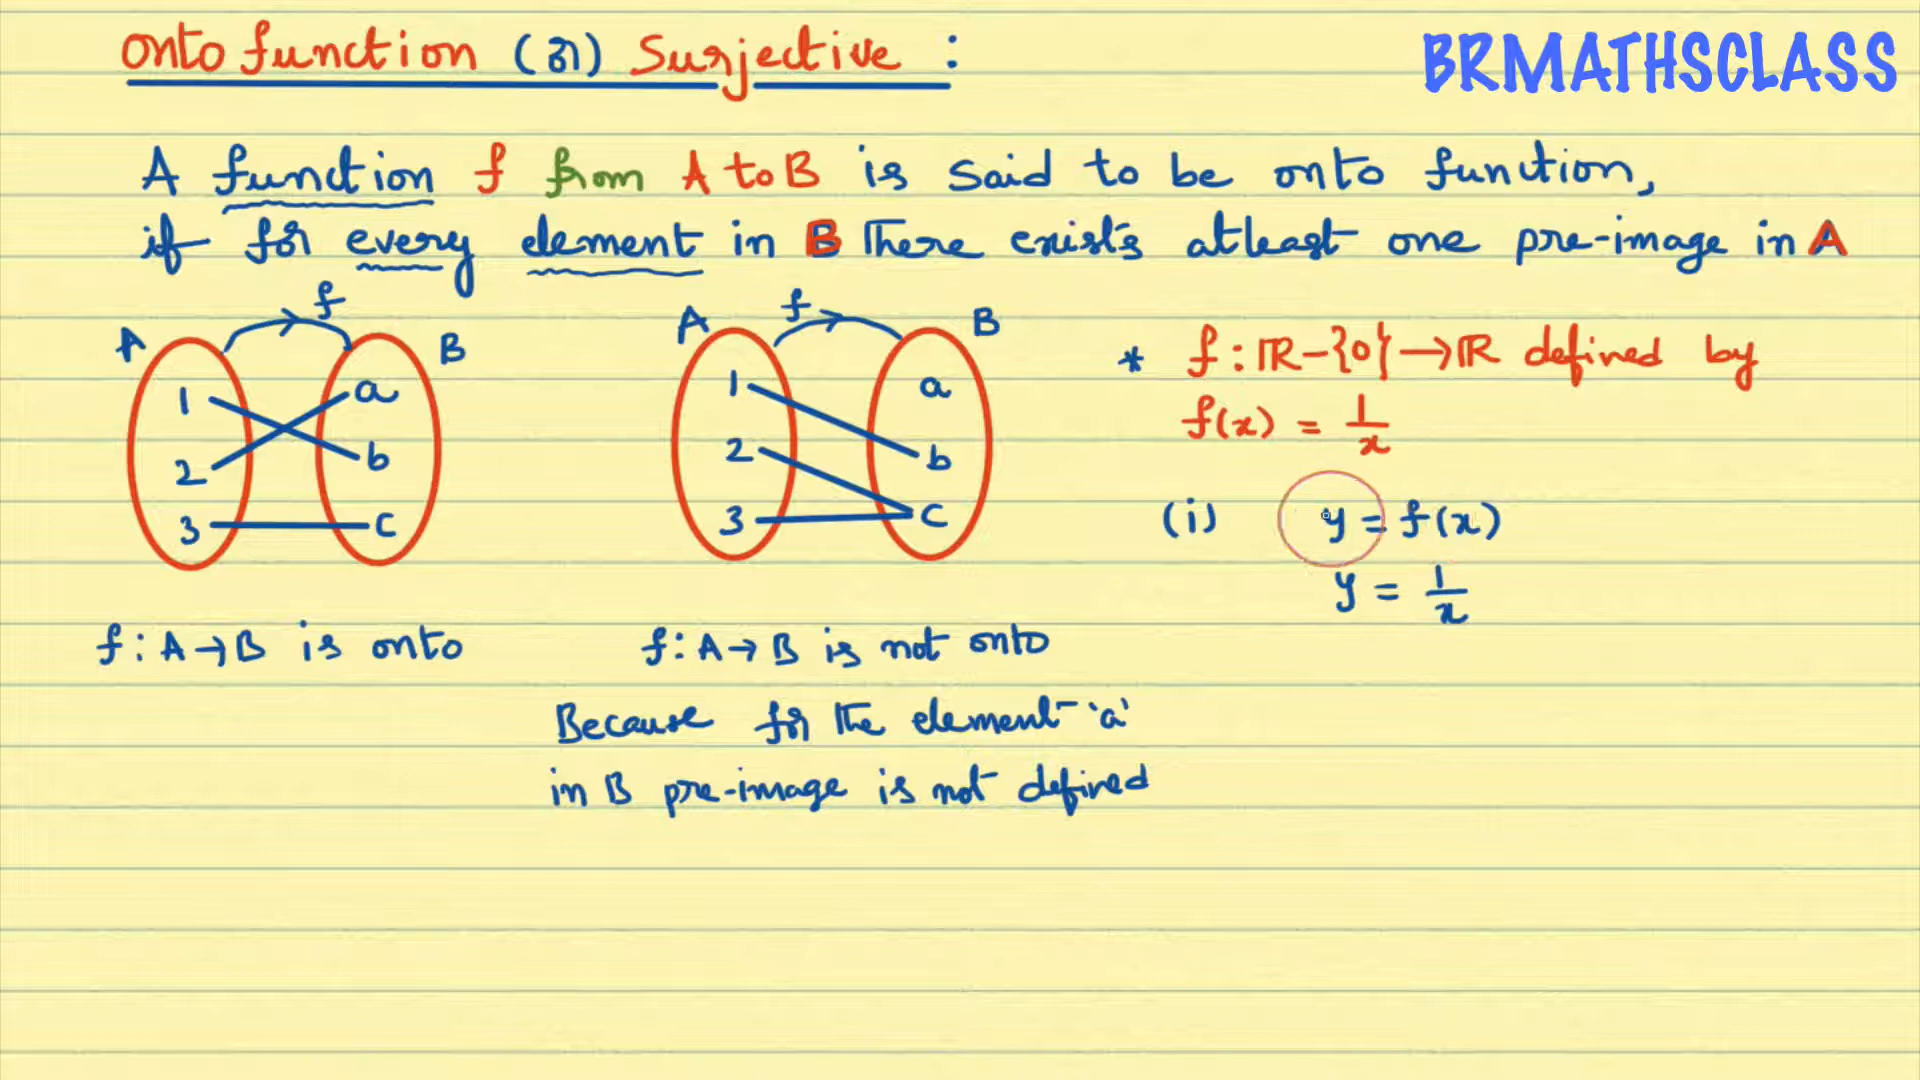 onto function (or) Surjective :
BRMATHSCLASS
A function f from A to B is said to be onto function,
if for every element in B There exists atleast one pre-image in A
f
A
B
1
2
3
a
b
c
f: A→B is onto
f
A
B
1
2
3
a
b
c
f: A→B is not onto
Because for the element 'a'
in B pre-image is not defined
* f : ℝ-{0}→ℝ defined by
f(x) = 1/x
(i) y = f(x)
y = 1/x